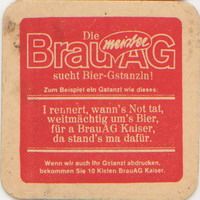 Die
BrauAG
meister
sucht Bier-Gstanzln!
Zum Beispiel ein Gstanzl wie dieses:
I rennert, wann's Not tat,
weitmächtig um's Bier,
für a BrauAG Kaiser,
da stand's ma dafür.
Wenn wir auch Ihr Gstanzl abdrucken,
bekommen Sie 10 Kisten BrauAG Kaiser.